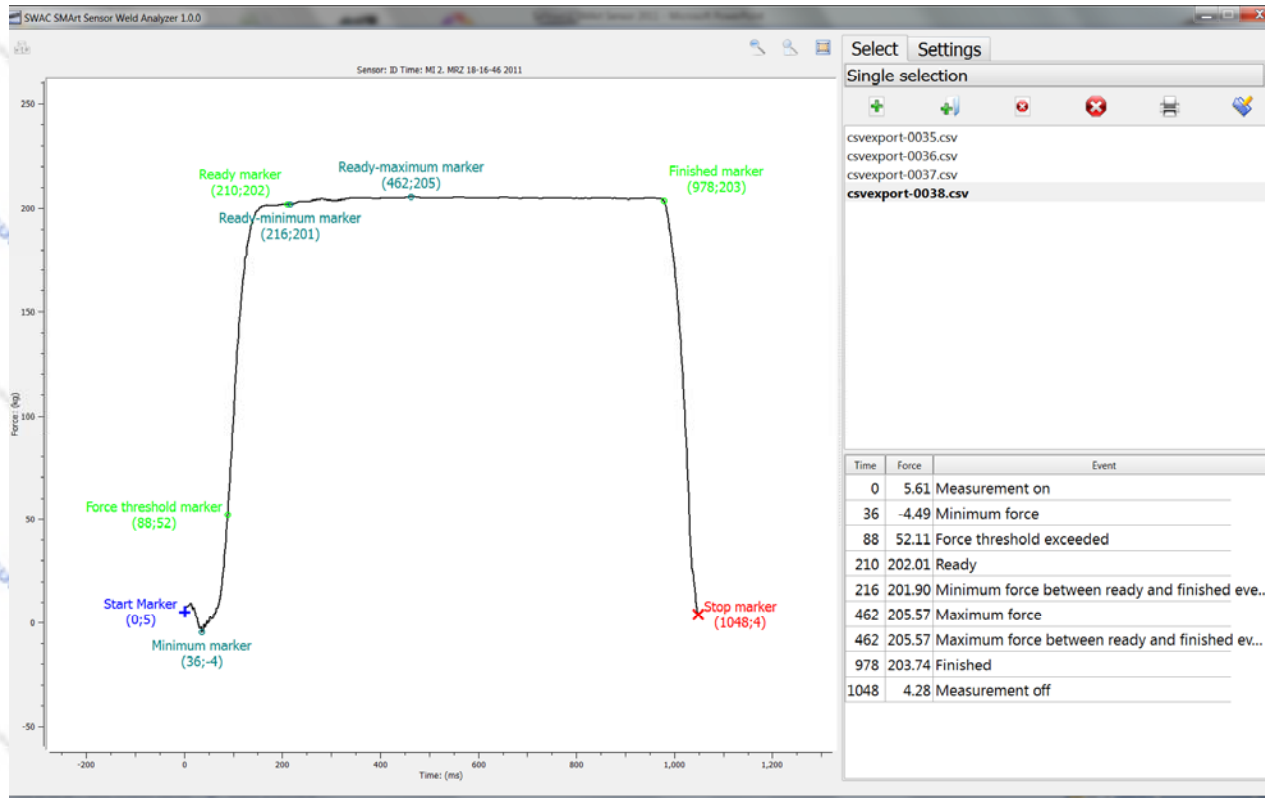 SWAC SMArt Sensor Weld Analyzer 1.0.0
Select Settings
Single selection
csvexport-0035.csv
csvexport-0036.csv
csvexport-0037.csv
csvexport-0038.csv
Sensor: ID Time: MI 2. MRZ 18-16-46 2011
250
200
150
100
50
0
-50
Force: (kg)
Ready marker
(210;202)
Ready-maximum marker
(462;205)
Finished marker
(978;203)
Ready-minimum marker
(216;201)
Force threshold marker
(88;52)
Start Marker
(0;5)
Minimum marker
(36;-4)
Stop marker
(1048;4)
-200 0 200 400 600 800 1,000 1,200
Time: (ms)
Time Force Event
0 5.61 Measurement on
36 -4.49 Minimum force
88 52.11 Force threshold exceeded
210 202.01 Ready
216 201.90 Minimum force between ready and finished eve...
462 205.57 Maximum force
462 205.57 Maximum force between ready and finished ev...
978 203.74 Finished
1048 4.28 Measurement off